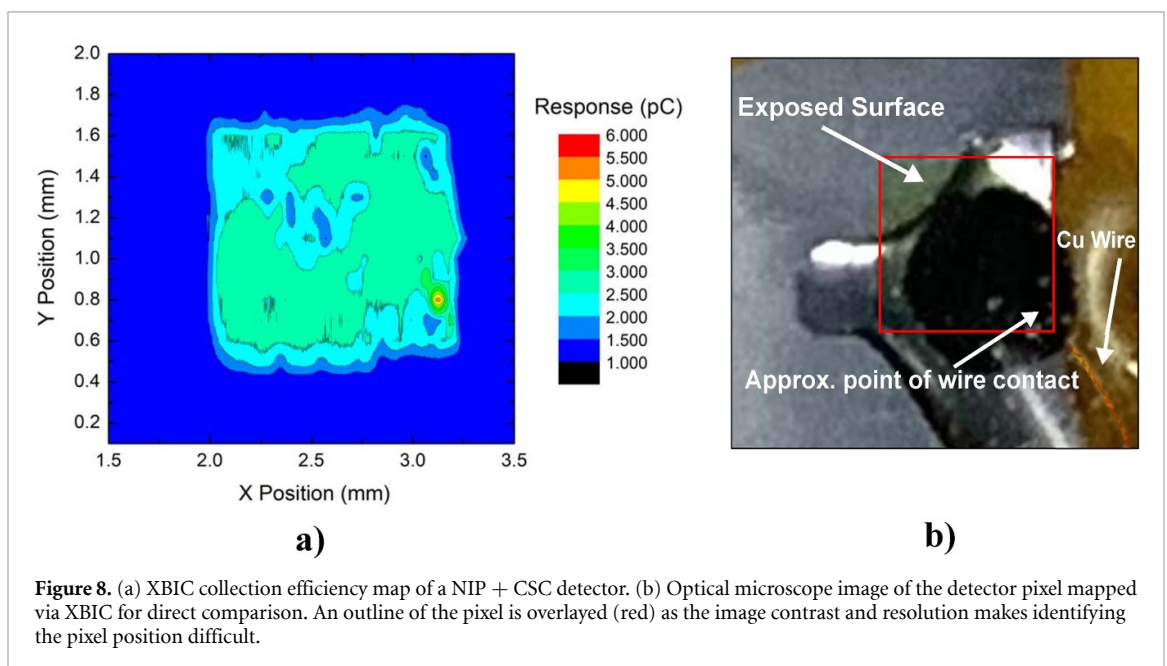 2.0
1.8
1.6
1.4
1.2
1.0
0.8
0.6
0.4
0.2
Y Position (mm)
1.5 2.0 2.5 3.0 3.5
X Position (mm)
Response (pC)
6.000
5.500
5.000
4.500
4.000
3.500
3.000
2.500
2.000
1.000
a)
Exposed Surface
Cu Wire
Approx. point of wire contact
b)
Figure 8. (a) XBIC collection efficiency map of a NIP + CSC detector. (b) Optical microscope image of the detector pixel mapped
via XBIC for direct comparison. An outline of the pixel is overlayed (red) as the image contrast and resolution makes identifying
the pixel position difficult.